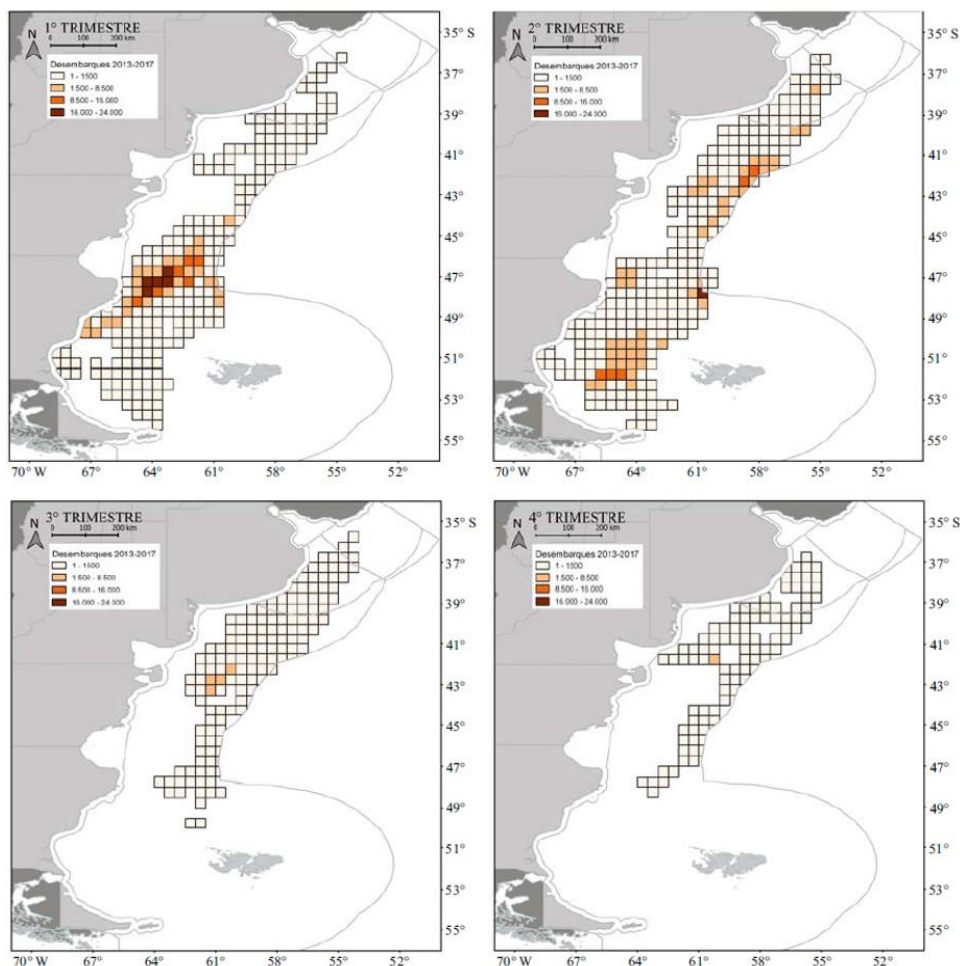 1° TRIMESTRE
0 100 200 km
N
Desembarques 2013-2017
1 - 1500
1 500 - 8.500
8.500 - 16.000
16 000 - 24.000
35° S
37°
39°
41°
43°
45°
47°
49°
51°
53°
55°
70° W 67° 64° 61° 58° 55° 52°
2° TRIMESTRE
0 100 200 km
N
Desembarques 2013-2017
1 - 1500
1 500 - 8.500
8.500 - 16.000
16 000 - 24.000
35° S
37°
39°
41°
43°
45°
47°
49°
51°
53°
55°
70° W 67° 64° 61° 58° 55° 52°
3° TRIMESTRE
0 100 200 km
N
Desembarques 2013-2017
1 - 1500
1 500 - 8.500
8.500 - 16.000
16 000 - 24.000
35° S
37°
39°
41°
43°
45°
47°
49°
51°
53°
55°
70° W 67° 64° 61° 58° 55° 52°
4° TRIMESTRE
0 100 200 km
N
Desembarques 2013-2017
1 - 1500
1 500 - 8.500
8.500 - 16.000
16 000 - 24.000
35° S
37°
39°
41°
43°
45°
47°
49°
51°
53°
55°
70° W 67° 64° 61° 58° 55° 52°